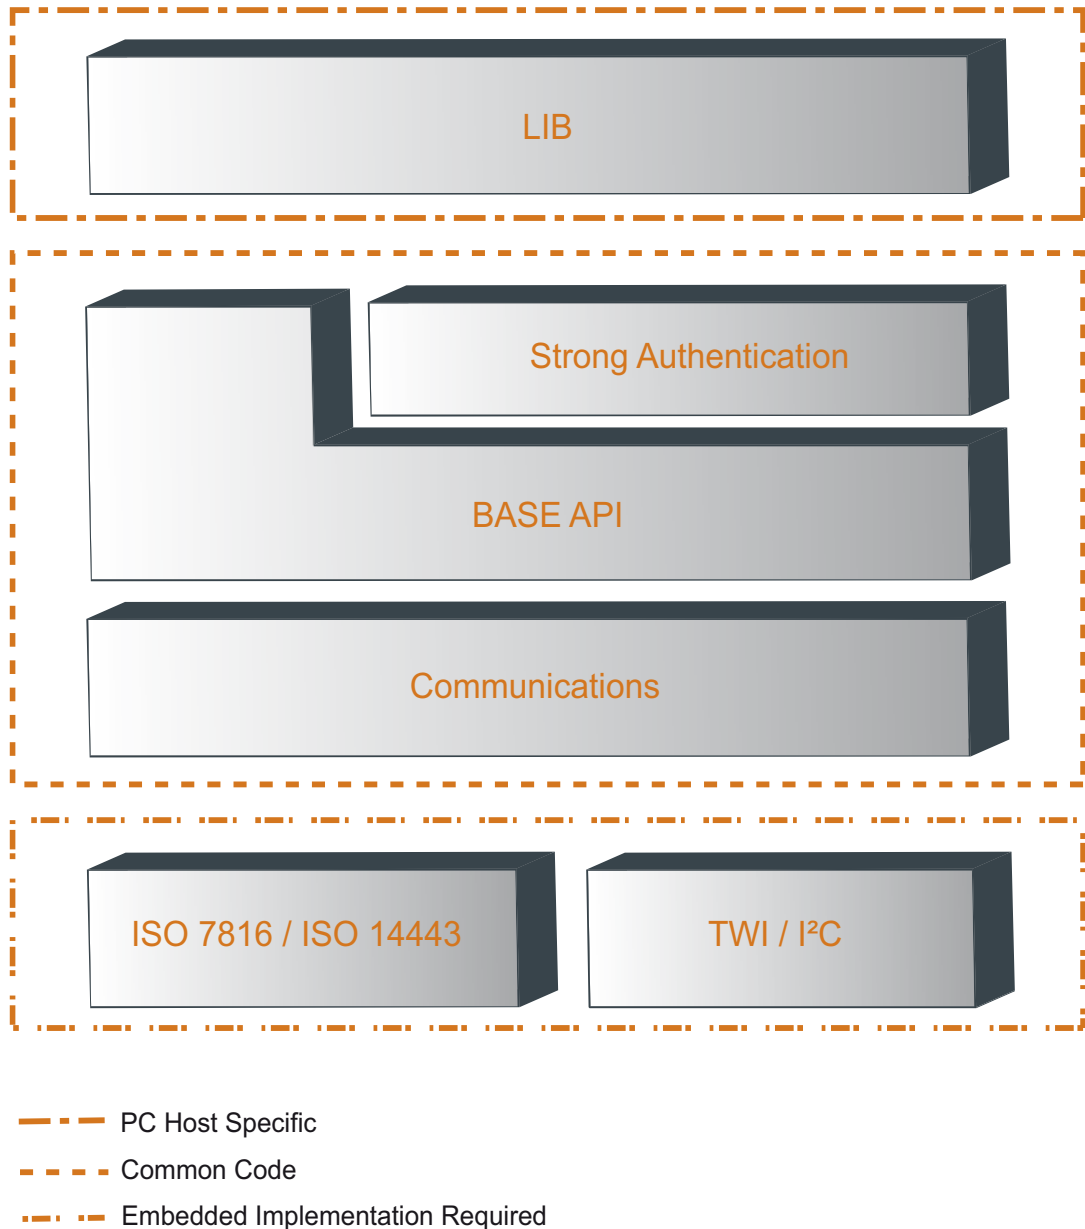 LIB
Strong Authentication
BASE API
Communications
ISO 7816 / ISO 14443
TWI / I²C
PC Host Specific
Common Code
Embedded Implementation Required